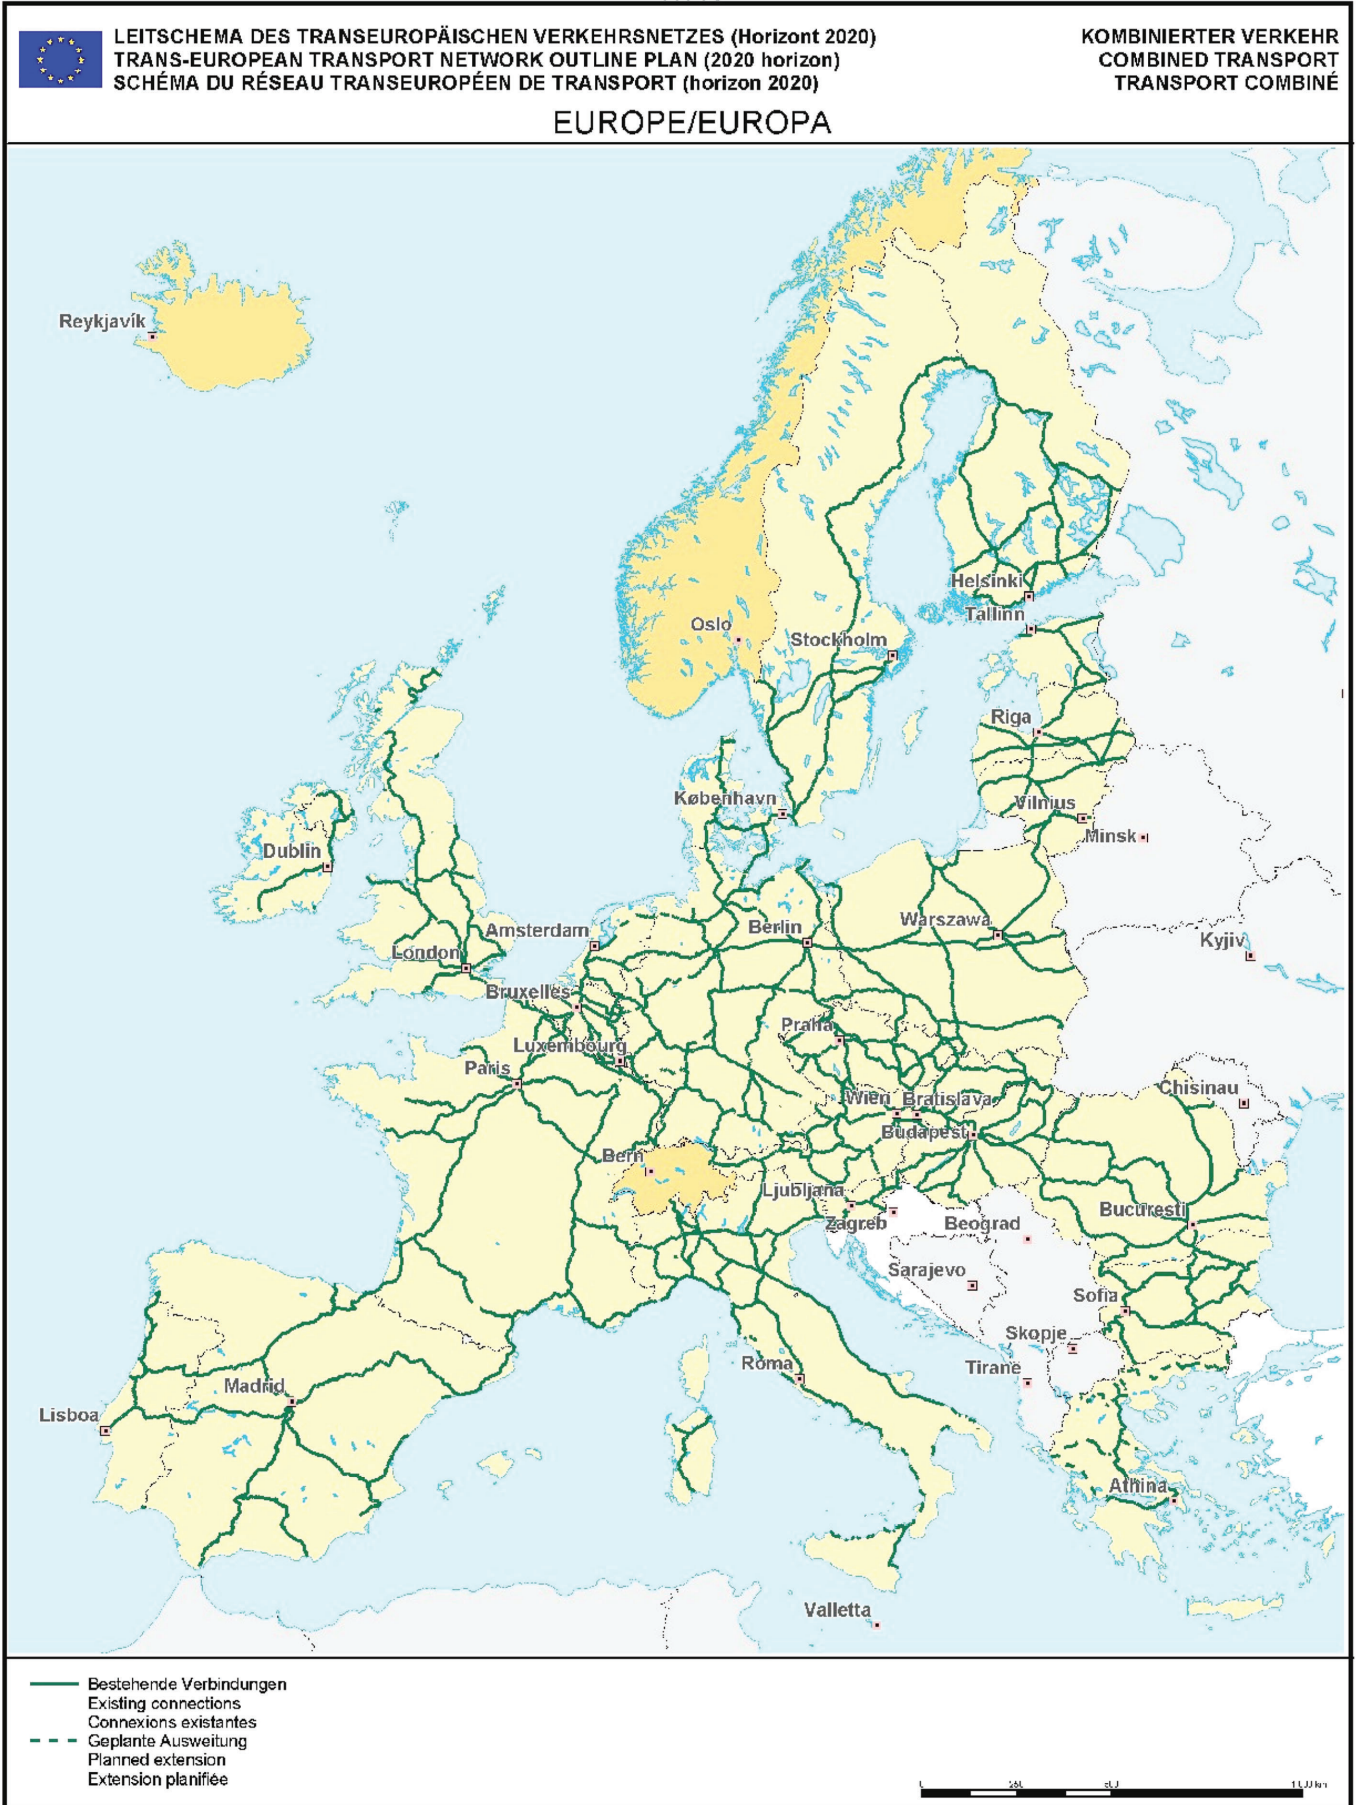 LEITSCHEMA DES TRANSEUROPÄISCHEN VERKEHRSNETZES (Horizont 2020)
TRANS-EUROPEAN TRANSPORT NETWORK OUTLINE PLAN (2020 horizon)
SCHÉMA DU RÉSEAU TRANSEUROPÉEN DE TRANSPORT (horizon 2020)
KOMBINIERTER VERKEHR
COMBINED TRANSPORT
TRANSPORT COMBINÉ
EUROPE/EUROPA
Reykjavík
Helsinki
Tallinn
Oslo
Stockholm
Riga
København
Vilnius
Minsk
Dublin
Amsterdam
Berlin
Warszawa
Kyjiv
London
Bruxelles
Praha
Luxembourg
Paris
Chisinau
Wien
Bratislava
Budapest
Bern
Ljubljana
Zagreb
Beograd
Bucuresti
Sarajevo
Sofia
Skopje
Roma
Tirane
Madrid
Lisboa
Athina
Valletta
Bestehende Verbindungen
Existing connections
Connexions existantes
Geplante Ausweitung
Planned extension
Extension planifiée